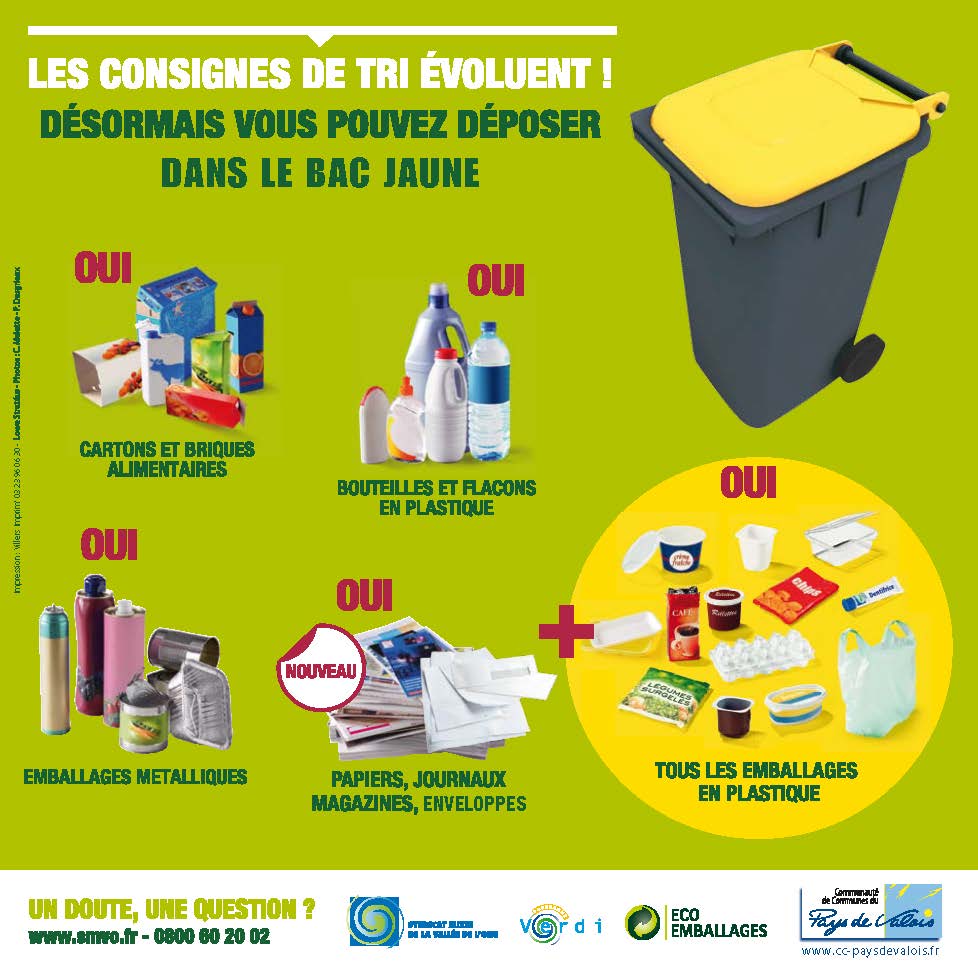 LES CONSIGNES DE TRI ÉVOLUENT !
DÉSORMAIS VOUS POUVEZ DÉPOSER
DANS LE BAC JAUNE
OUI
CARTONS ET BRIQUES
ALIMENTAIRES
OUI
BOUTEILLES ET FLACONS
EN PLASTIQUE
OUI
EMBALLAGES METALLIQUES
OUI
NOUVEAU
PAPIERS, JOURNAUX
MAGAZINES, ENVELOPPES
+
OUI
crème
fraîche
chips
Dentifrice
CAFÉ
Rillettes
LÉGUMES
SURGELÉS
TOUS LES EMBALLAGES
EN PLASTIQUE
Impression : Villers Imprim' 03 23 96 06 30 - Lowe Stratéus - Photos : C. Abdette - P. Desgrieux
UN DOUTE, UNE QUESTION ?
www.smvo.fr - 0800 60 20 02
SYNDICAT MIXTE
DE LA VALLÉE DE L'OISE
Verdi
ECO
EMBALLAGES
Communauté
de Communes du
Pays de Valois
www.cc-paysdevalois.fr